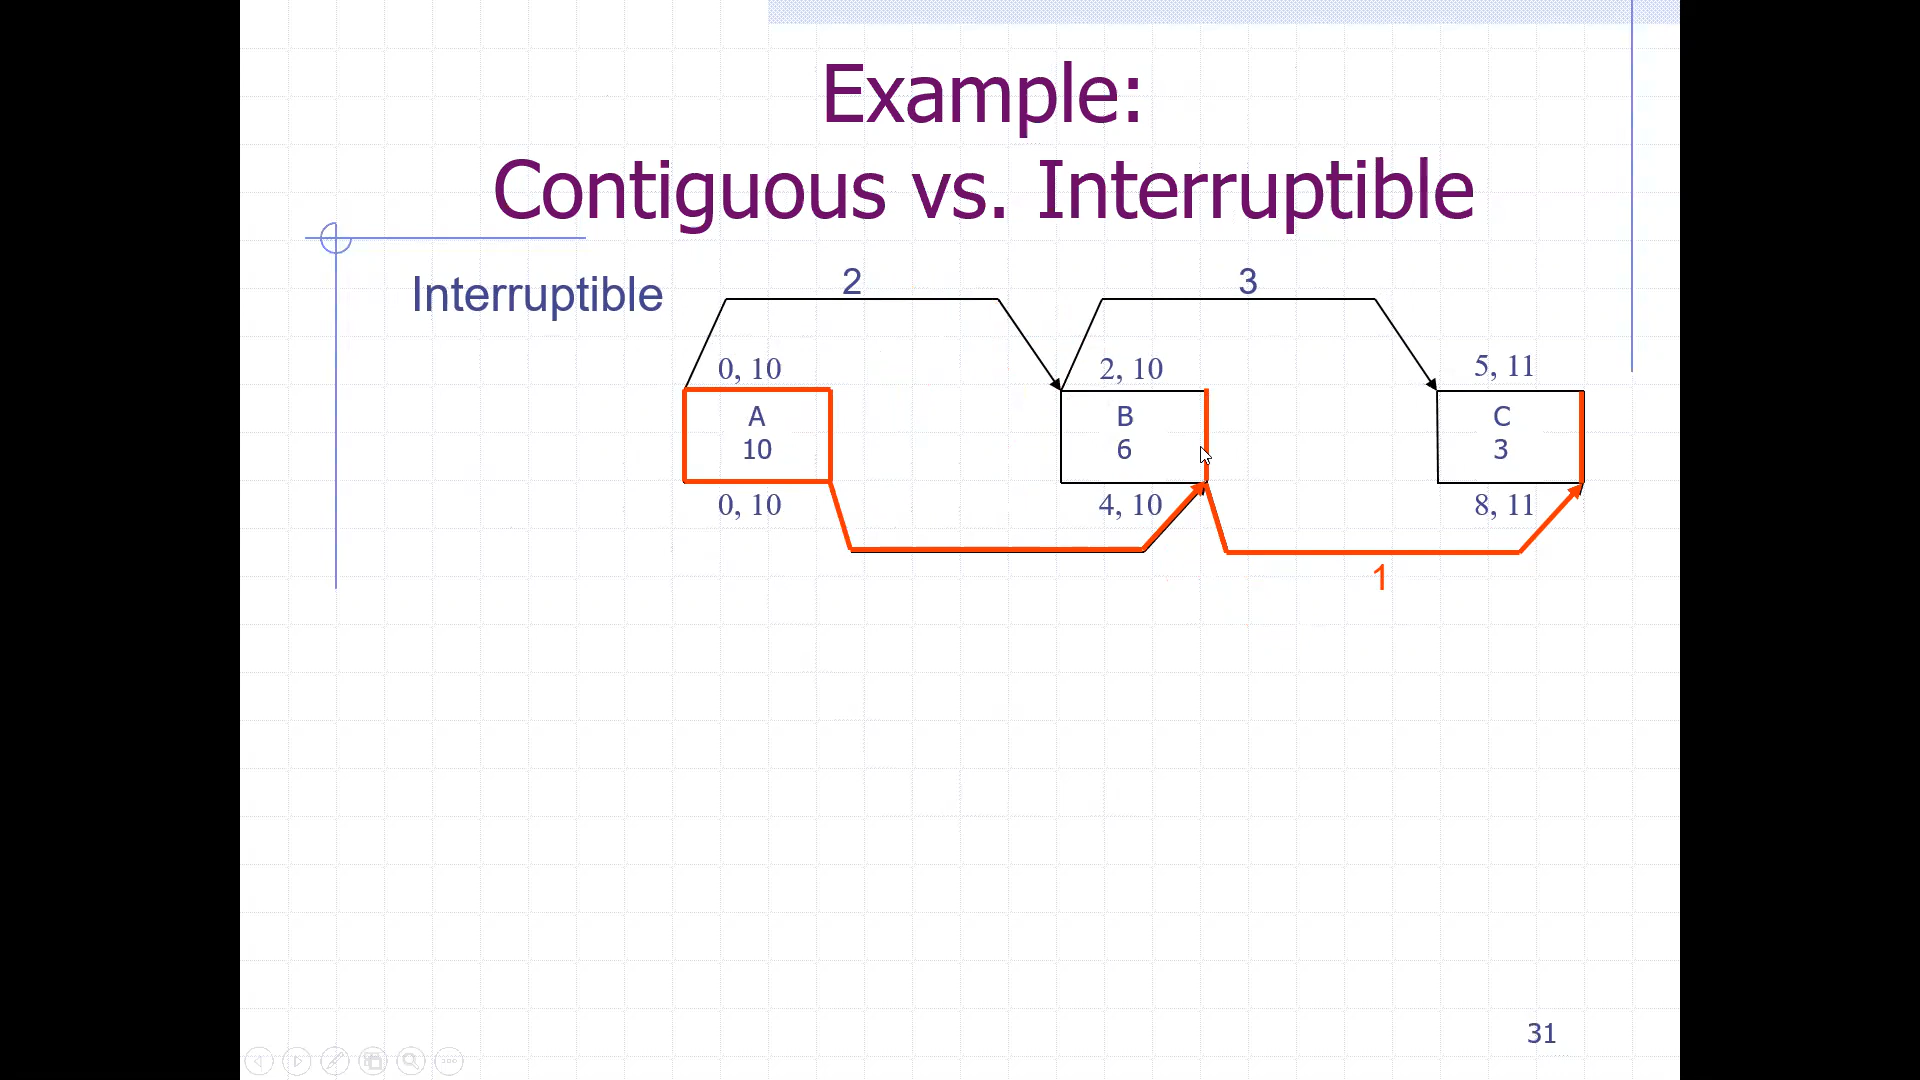 Example:
Contiguous vs. Interruptible
Interruptible
2
3
0, 10
2, 10
5, 11
A
10
B
6
C
3
0, 10
4, 10
8, 11
1
31